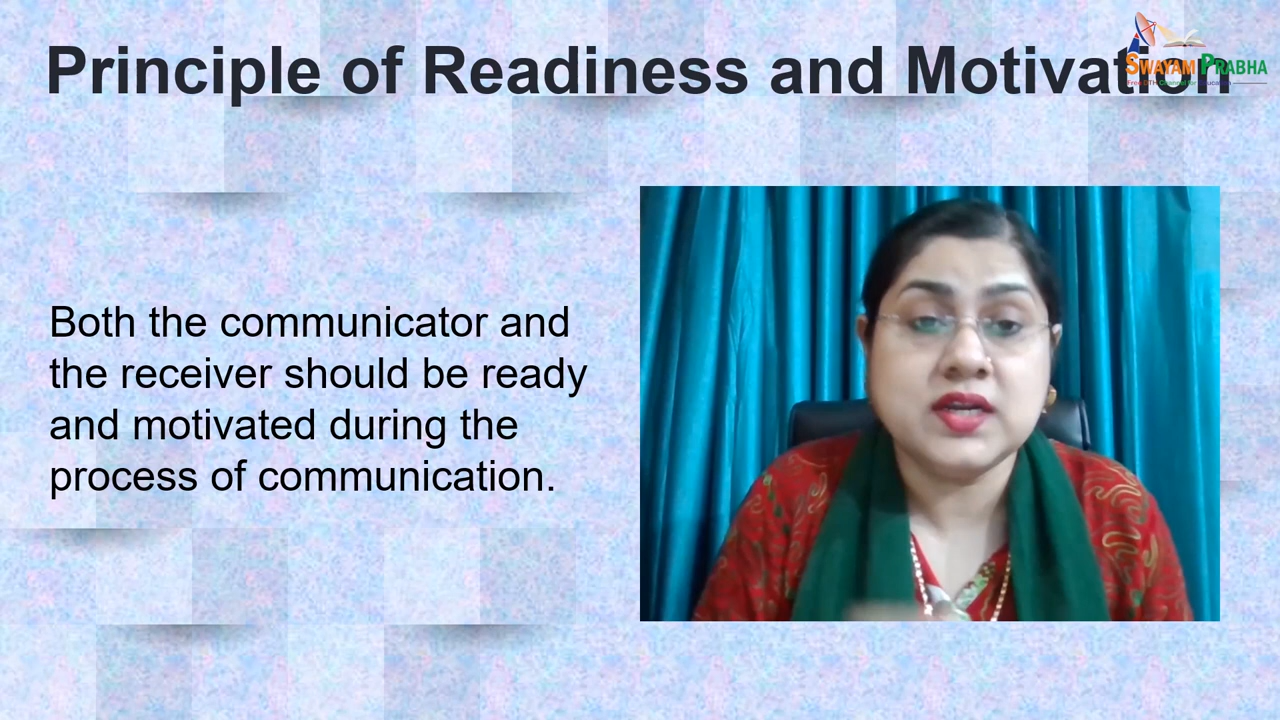 Principle of Readiness and Motivation
SWAYAM PRABHA
Both the communicator and
the receiver should be ready
and motivated during the
process of communication.